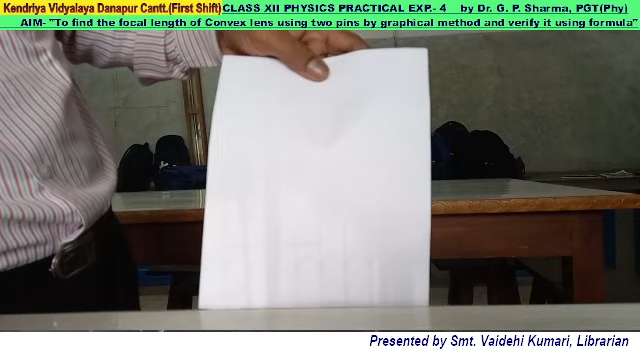 Kendriya Vidyalaya Danapur Cantt.(First Shift) CLASS XII PHYSICS PRACTICAL EXP.- 4 by Dr. G. P. Sharma, PGT(Phy)
AIM- "To find the focal length of Convex lens using two pins by graphical method and verify it using formula"
Presented by Smt. Vaidehi Kumari, Librarian